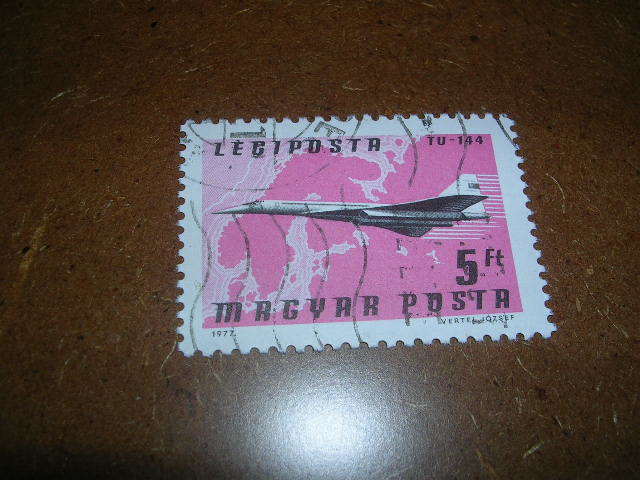 LÉGIPOSTA
TU-144
5 Ft
MAGYAR POSTA
1977
VERTEL JÓZSEF